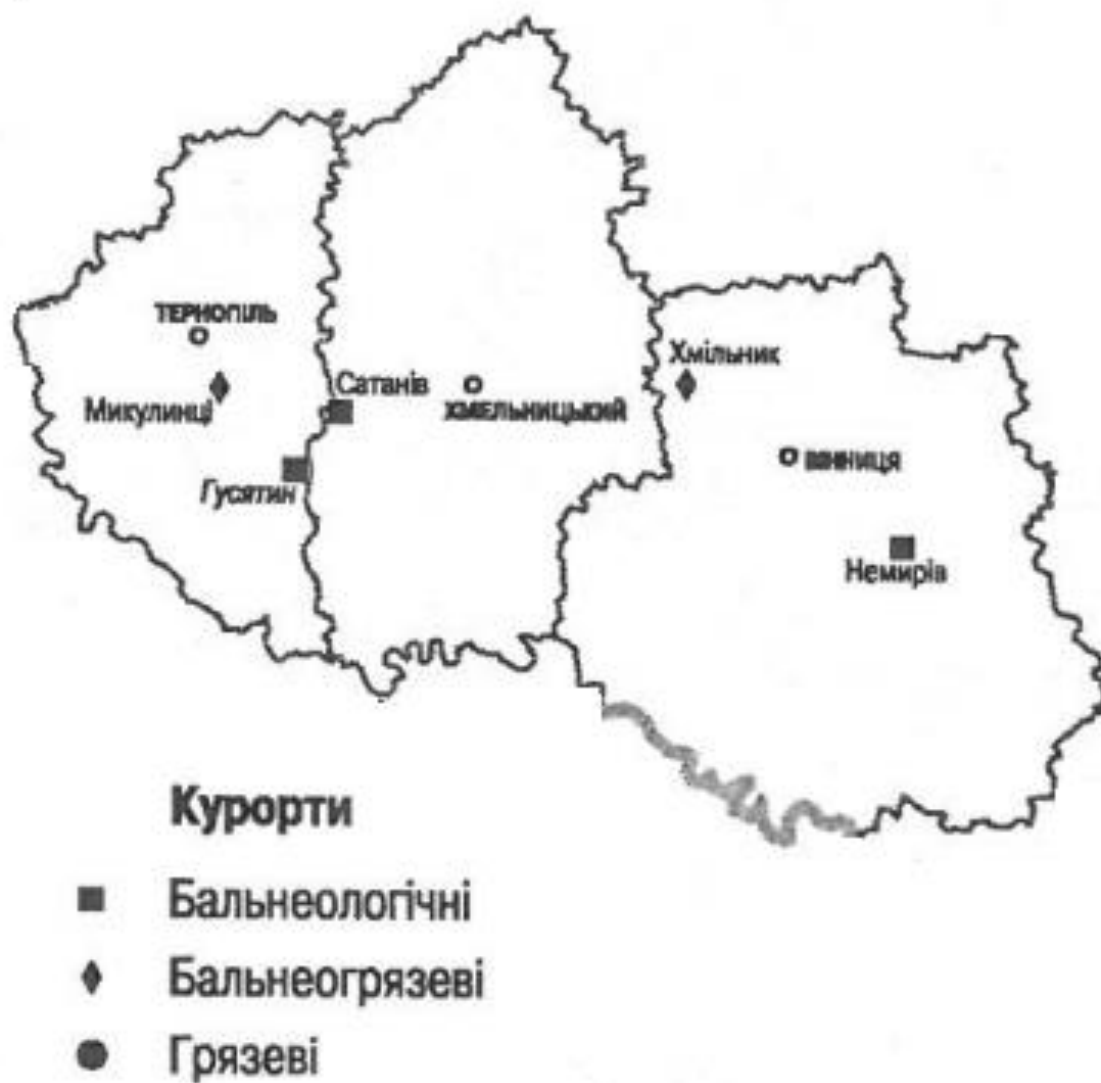 ТЕРНОПІЛЬ
Микулинці
Сатанів
Гусятин
ХМЕЛЬНИЦЬКИЙ
Хмільник
ВІННИЦЯ
Немирів
Курорти
Бальнеологічні
Бальнеогрязеві
Грязеві